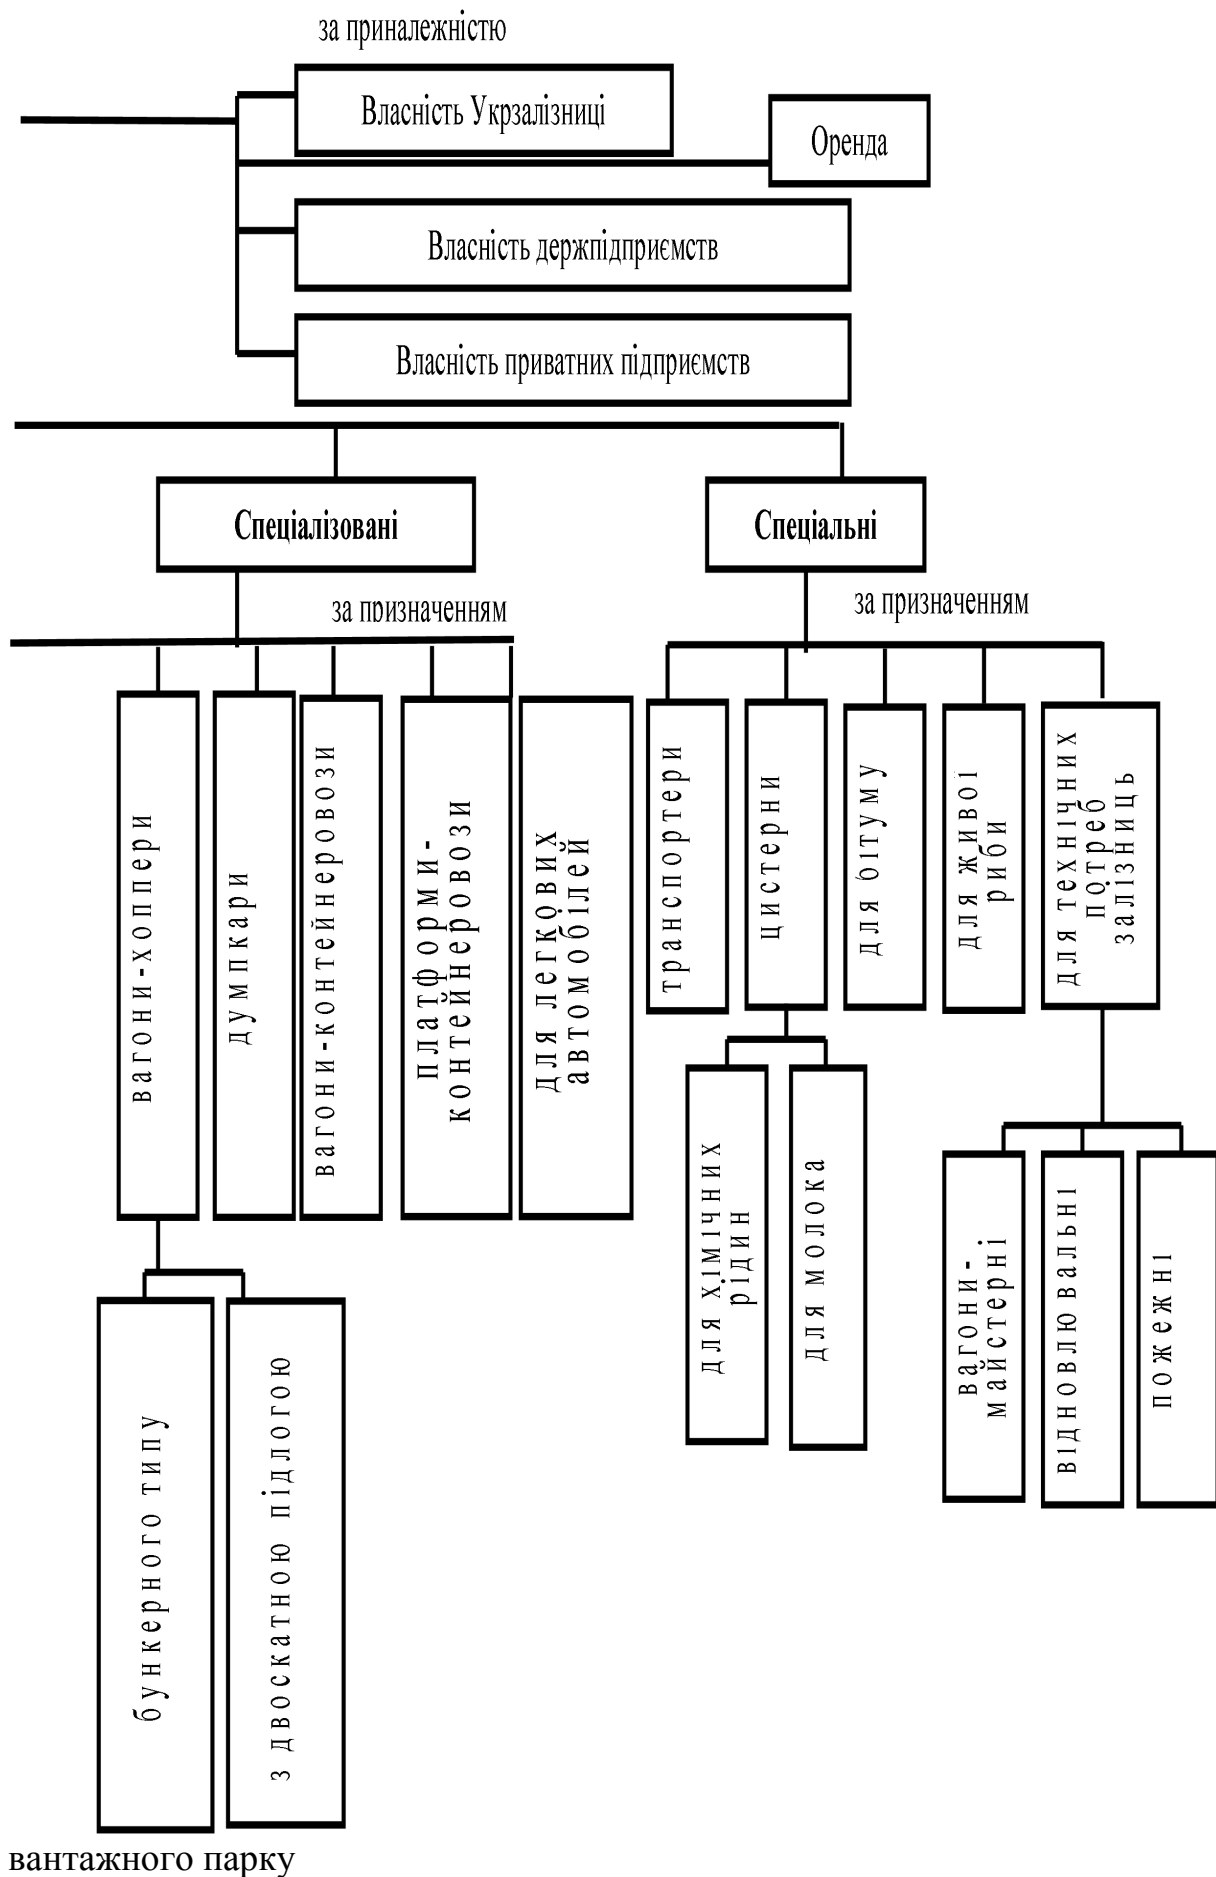 за приналежністю
Власність Укрзалізниці
Оренда
Власність держпідприємств
Власність приватних підприємств
Спеціалізовані
Спеціальні
за призначенням
за призначенням
вагони-хоппери
думпкари
вагони-контейнеровози
платформи-
контейнеровози
для легкових
автомобілей
транспортери
цистерни
для бітуму
для живої
риби
для технічних
потреб
залізниць
для хімічних
рідин
для молока
вагони-
майстерні
відновлювальні
пожежні
бункерного типу
з двоскатною підлогою
вантажного парку